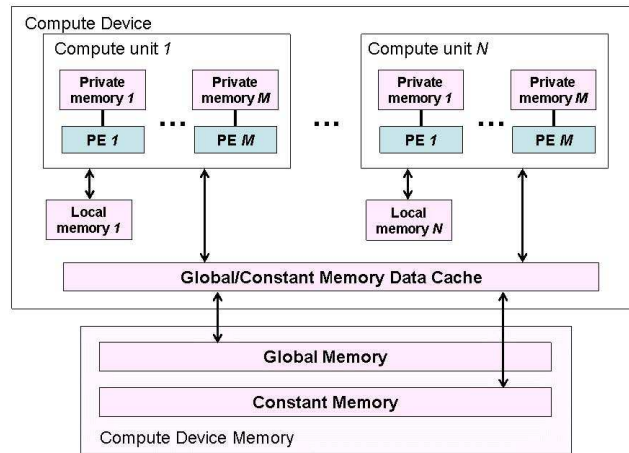 Compute Device
Compute unit 1
Compute unit N
Private memory 1
Private memory M
Private memory 1
Private memory M
...
...
...
PE 1
PE M
PE 1
PE M
Local memory 1
Local memory N
Global/Constant Memory Data Cache
Global Memory
Constant Memory
Compute Device Memory